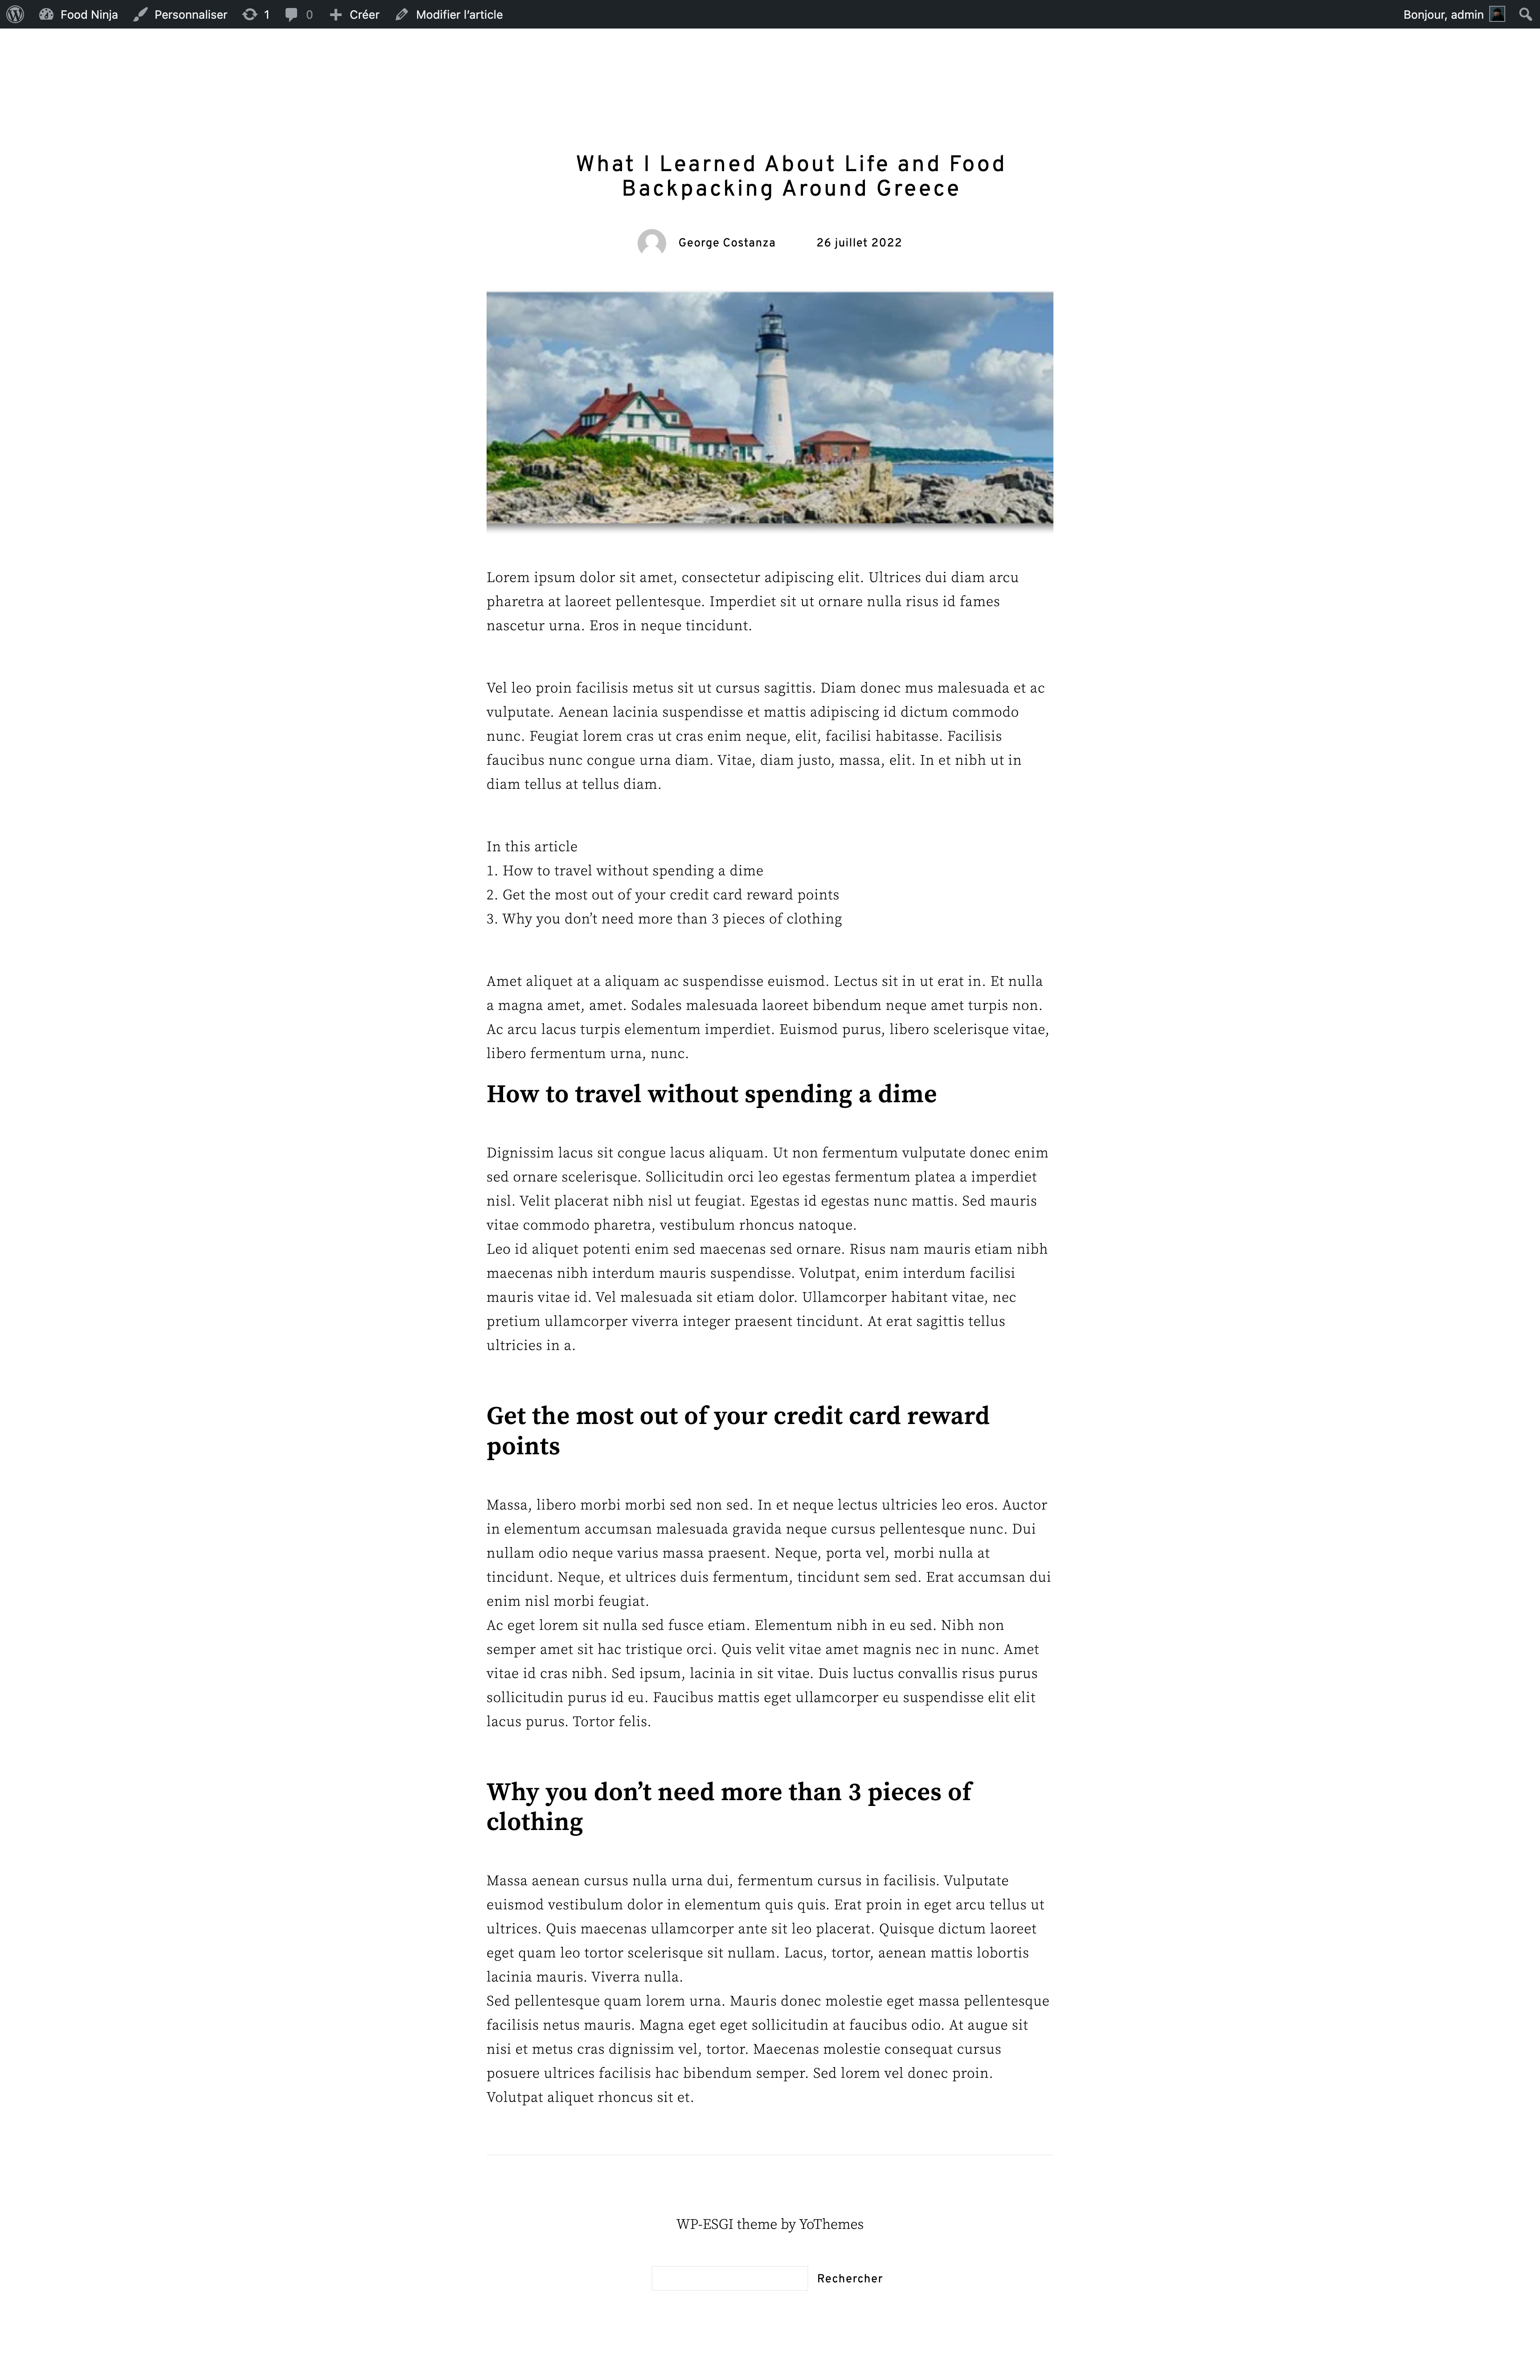 Food Ninja Personnaliser 1 0 Créer Modifier l’article Bonjour, admin
What I Learned About Life and Food
Backpacking Around Greece
George Costanza 26 juillet 2022
Lorem ipsum dolor sit amet, consectetur adipiscing elit. Ultrices dui diam arcu
pharetra at laoreet pellentesque. Imperdiet sit ut ornare nulla risus id fames
nascetur urna. Eros in neque tincidunt.
Vel leo proin facilisis metus sit ut cursus sagittis. Diam donec mus malesuada et ac
vulputate. Aenean lacinia suspendisse et mattis adipiscing id dictum commodo
nunc. Feugiat lorem cras ut cras enim neque, elit, facilisi habitasse. Facilisis
faucibus nunc congue urna diam. Vitae, diam justo, massa, elit. In et nibh ut in
diam tellus at tellus diam.
In this article
1. How to travel without spending a dime
2. Get the most out of your credit card reward points
3. Why you don’t need more than 3 pieces of clothing
Amet aliquet at a aliquam ac suspendisse euismod. Lectus sit in ut erat in. Et nulla
a magna amet, amet. Sodales malesuada laoreet bibendum neque amet turpis non.
Ac arcu lacus turpis elementum imperdiet. Euismod purus, libero scelerisque vitae,
libero fermentum urna, nunc.
How to travel without spending a dime
Dignissim lacus sit congue lacus aliquam. Ut non fermentum vulputate donec enim
sed ornare scelerisque. Sollicitudin orci leo egestas fermentum platea a imperdiet
nisl. Velit placerat nibh nisl ut feugiat. Egestas id egestas nunc mattis. Sed mauris
vitae commodo pharetra, vestibulum rhoncus natoque.
Leo id aliquet potenti enim sed maecenas sed ornare. Risus nam mauris etiam nibh
maecenas nibh interdum mauris suspendisse. Volutpat, enim interdum facilisi
mauris vitae id. Vel malesuada sit etiam dolor. Ullamcorper habitant vitae, nec
pretium ullamcorper viverra integer praesent tincidunt. At erat sagittis tellus
ultricies in a.
Get the most out of your credit card reward
points
Massa, libero morbi morbi sed non sed. In et neque lectus ultricies leo eros. Auctor
in elementum accumsan malesuada gravida neque cursus pellentesque nunc. Dui
nullam odio neque varius massa praesent. Neque, porta vel, morbi nulla at
tincidunt. Neque, et ultrices duis fermentum, tincidunt sem sed. Erat accumsan dui
enim nisl morbi feugiat.
Ac eget lorem sit nulla sed fusce etiam. Elementum nibh in eu sed. Nibh non
semper amet sit hac tristique orci. Quis velit vitae amet magnis nec in nunc. Amet
vitae id cras nibh. Sed ipsum, lacinia in sit vitae. Duis luctus convallis risus purus
sollicitudin purus id eu. Faucibus mattis eget ullamcorper eu suspendisse elit elit
lacus purus. Tortor felis.
Why you don’t need more than 3 pieces of
clothing
Massa aenean cursus nulla urna dui, fermentum cursus in facilisis. Vulputate
euismod vestibulum dolor in elementum quis quis. Erat proin in eget arcu tellus ut
ultrices. Quis maecenas ullamcorper ante sit leo placerat. Quisque dictum laoreet
eget quam leo tortor scelerisque sit nullam. Lacus, tortor, aenean mattis lobortis
lacinia mauris. Viverra nulla.
Sed pellentesque quam lorem urna. Mauris donec molestie eget massa pellentesque
facilisis netus mauris. Magna eget eget sollicitudin at faucibus odio. At augue sit
nisi et metus cras dignissim vel, tortor. Maecenas molestie consequat cursus
posuere ultrices facilisis hac bibendum semper. Sed lorem vel donec proin.
Volutpat aliquet rhoncus sit et.
WP-ESGI theme by YoThemes
Rechercher